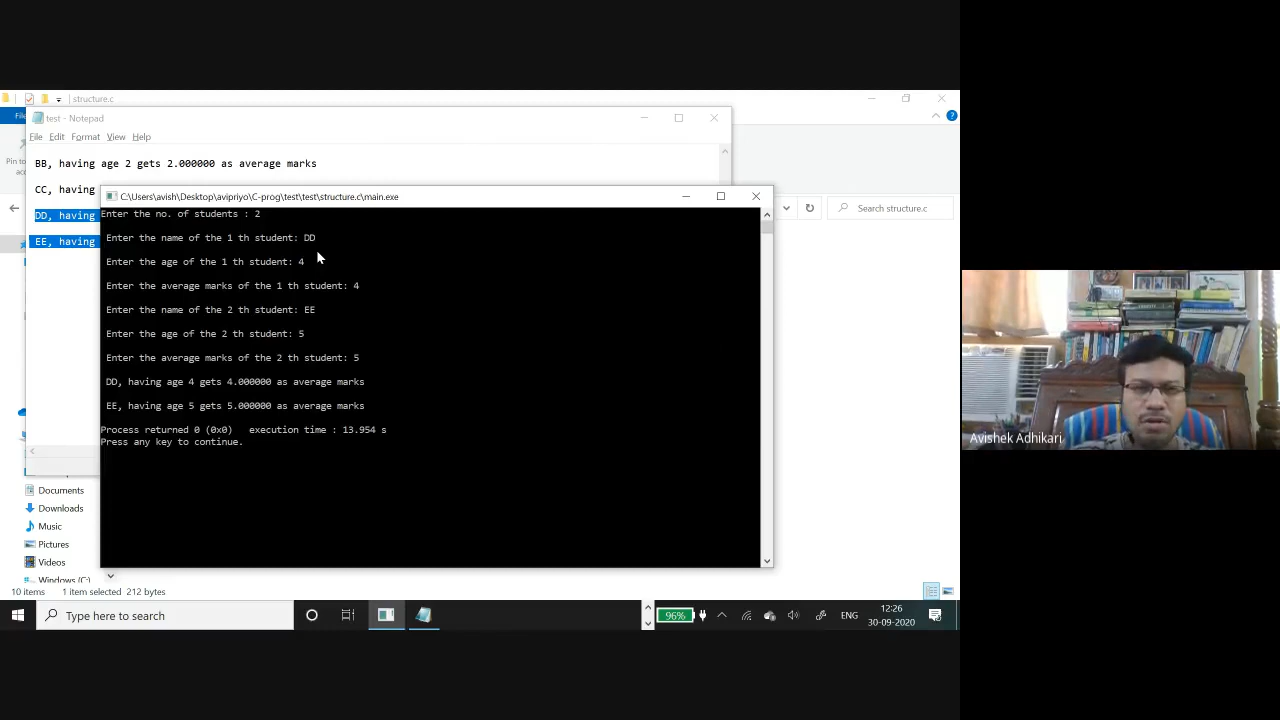 structure.c
test - Notepad
File Edit Format View Help
BB, having age 2 gets 2.000000 as average marks
CC, having
DD, having
EE, having
C:\Users\avish\Desktop\avipriyo\C-prog\test\test\structure.c\main.exe
Enter the no. of students : 2
Enter the name of the 1 th student: DD
Enter the age of the 1 th student: 4
Enter the average marks of the 1 th student: 4
Enter the name of the 2 th student: EE
Enter the age of the 2 th student: 5
Enter the average marks of the 2 th student: 5
DD, having age 4 gets 4.000000 as average marks
EE, having age 5 gets 5.000000 as average marks
Process returned 0 (0x0) execution time : 13.954 s
Press any key to continue.
Search structure.c
Documents
Downloads
Music
Pictures
Videos
Windows (C:)
10 items 1 item selected 212 bytes
Type here to search
96%
ENG
12:26
30-09-2020
Avishek Adhikari